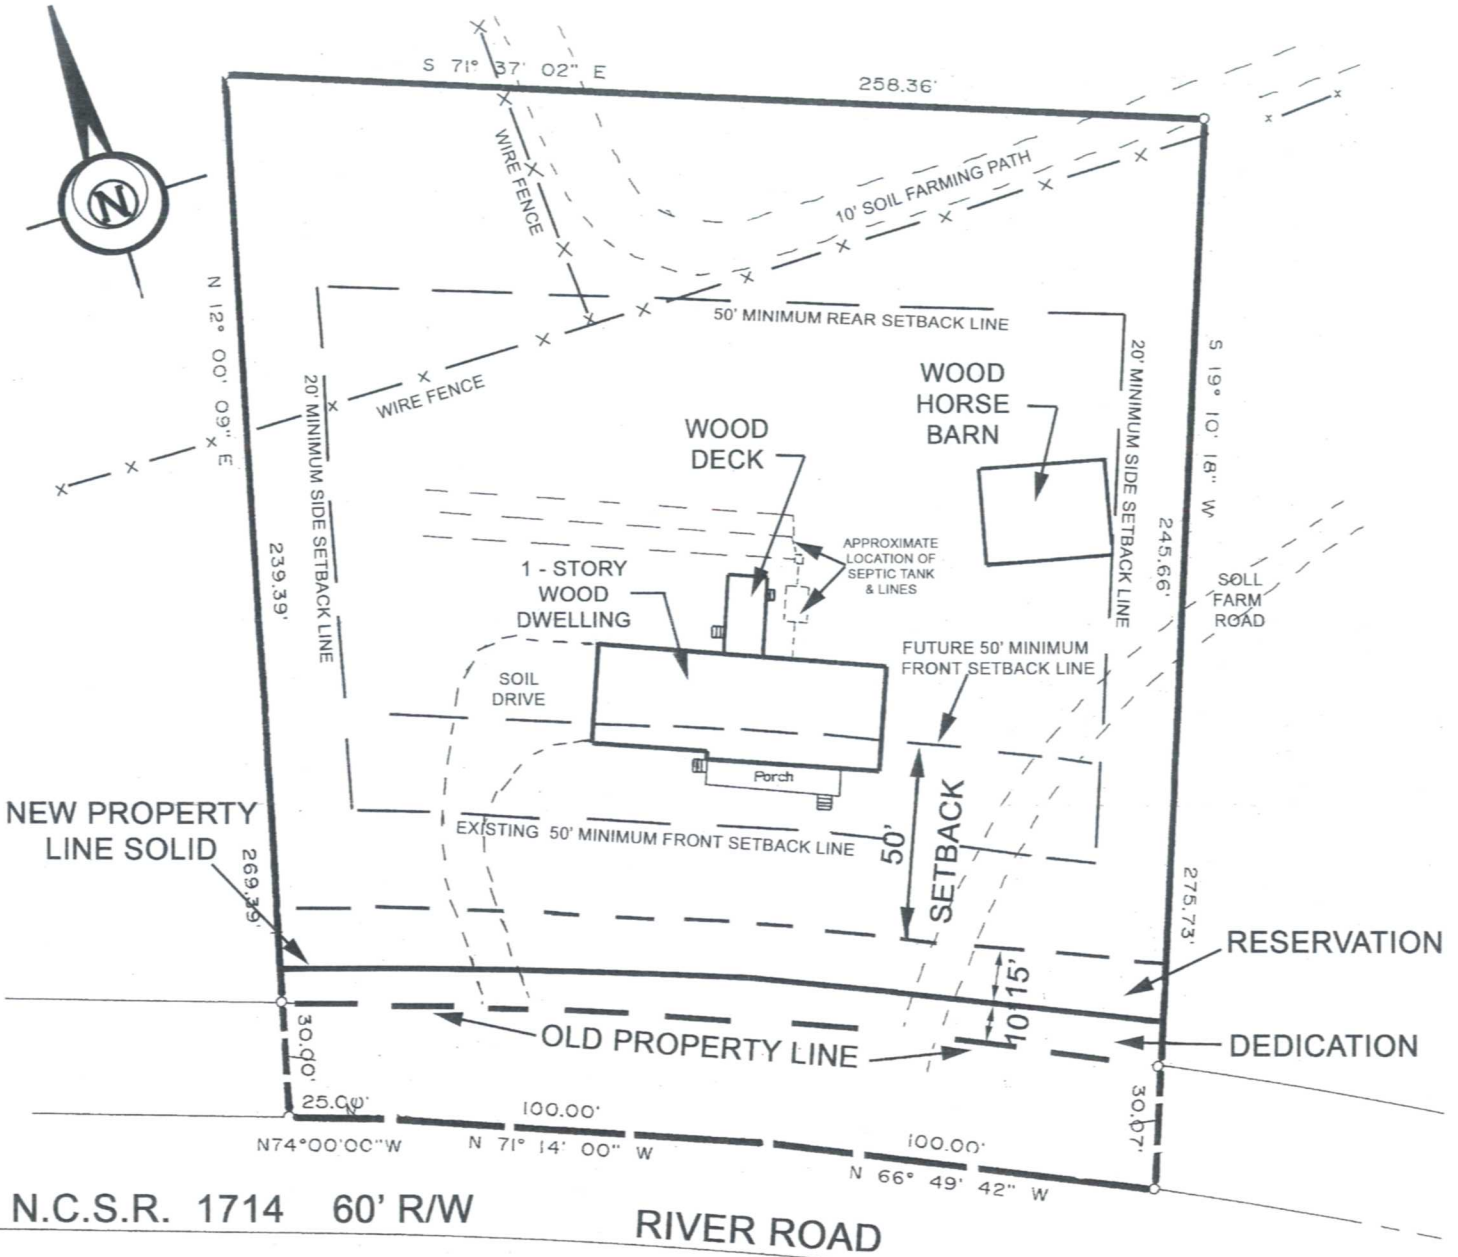 S 71° 37' 02" E
258.36'
N
WIRE FENCE
10' SOIL FARMING PATH
N 12° 00' 09" E
50' MINIMUM REAR SETBACK LINE
20' MINIMUM SIDE SETBACK LINE
WIRE FENCE
WOOD
HORSE
BARN
20' MINIMUM SIDE SETBACK LINE
S 19° 10' 18" W
WOOD
DECK
239.39'
245.66'
APPROXIMATE
LOCATION OF
SEPTIC TANK
& LINES
1 - STORY
WOOD
DWELLING
SOLL
FARM
ROAD
FUTURE 50' MINIMUM
FRONT SETBACK LINE
SOIL
DRIVE
Porch
NEW PROPERTY
LINE SOLID
EXISTING 50' MINIMUM FRONT SETBACK LINE
50'
SETBACK
269.39'
275.73'
RESERVATION
15'
10'
OLD PROPERTY LINE
DEDICATION
30.00'
30.07'
25.00'
100.00'
100.00'
N74°00'00"W
N 71° 14' 00" W
N 66° 49' 42" W
N.C.S.R. 1714 60' R/W
RIVER ROAD